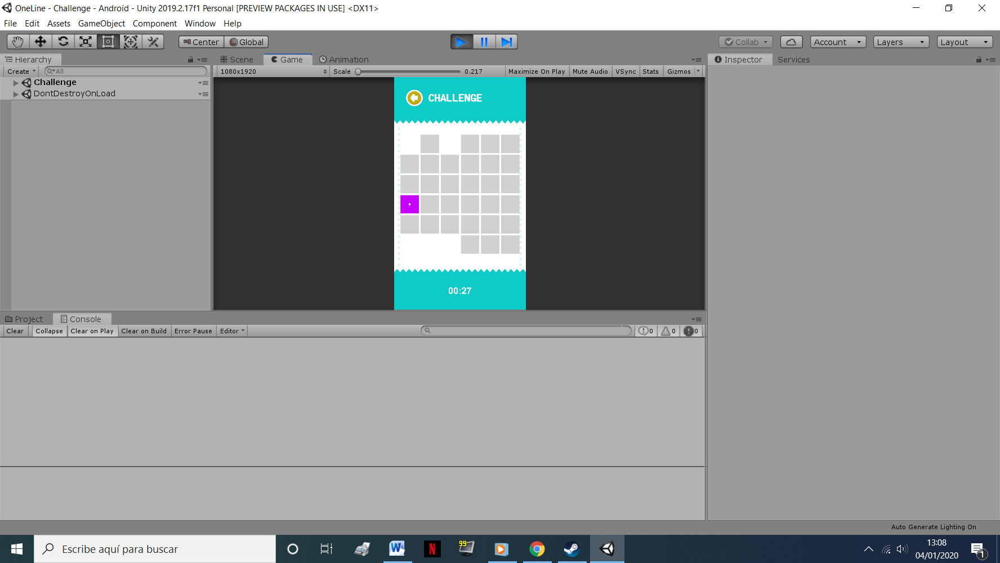 OneLine - Challenge - Android - Unity 2019.2.17f1 Personal [PREVIEW PACKAGES IN USE] <DX11>
File Edit Assets GameObject Component Window Help
Center Global Collab Account Layers Layout
Hierarchy Scene Game Animation Inspector Services
Create All 1080x1920 Scale 0.217 Maximize On Play Mute Audio VSync Stats Gizmos
Challenge
DontDestroyOnLoad
CHALLENGE
00:27
Project Console
Clear Collapse Clear on Play Clear on Build Error Pause Editor 0 0 0
Auto Generate Lighting On
Escribe aquí para buscar
99
N
W
13:08
04/01/2020
1